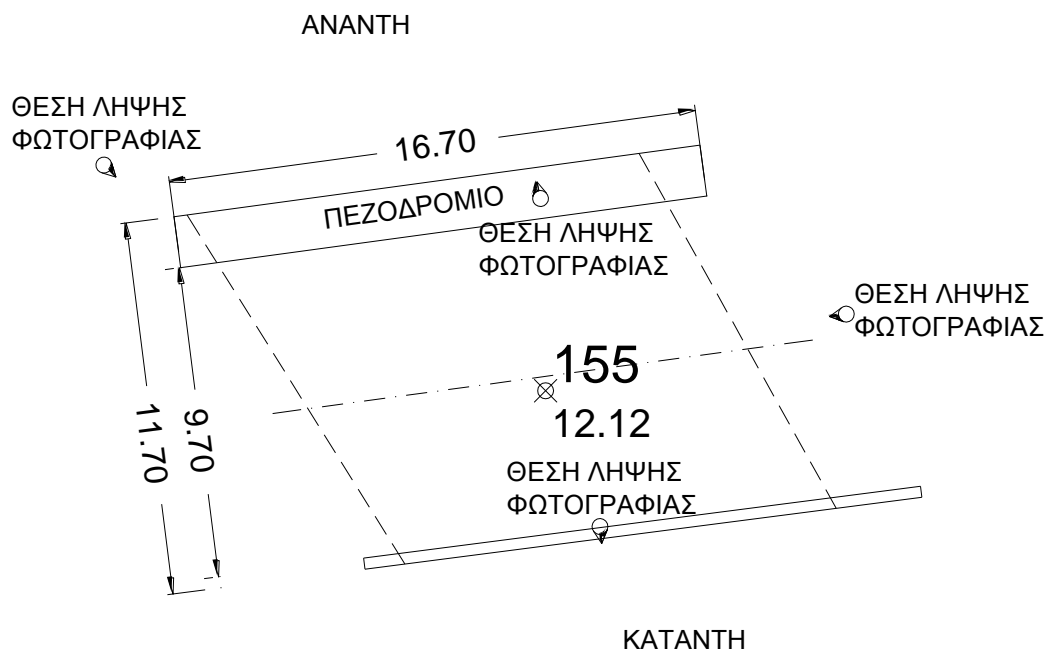 ΑΝΑΝΤΗ
ΘΕΣΗ ΛΗΨΗΣ
ΦΩΤΟΓΡΑΦΙΑΣ
16.70
ΠΕΖΟΔΡΟΜΙΟ
ΘΕΣΗ ΛΗΨΗΣ
ΦΩΤΟΓΡΑΦΙΑΣ
ΘΕΣΗ ΛΗΨΗΣ
ΦΩΤΟΓΡΑΦΙΑΣ
155
12.12
11.70
9.70
ΘΕΣΗ ΛΗΨΗΣ
ΦΩΤΟΓΡΑΦΙΑΣ
ΚΑΤΑΝΤΗ